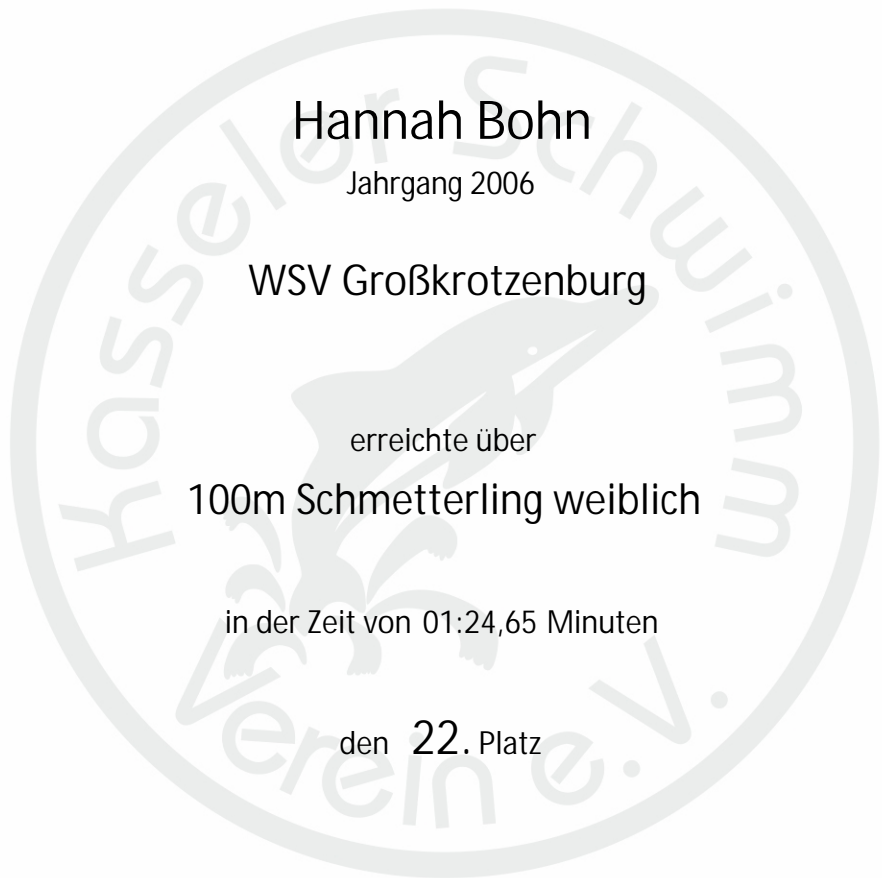 Hannah Bohn
Jahrgang 2006
WSV Großkrotzenburg
erreichte über
100m Schmetterling weiblich
in der Zeit von 01:24,65 Minuten
den 22. Platz
Kasseler Schwimm
Verein e.V.